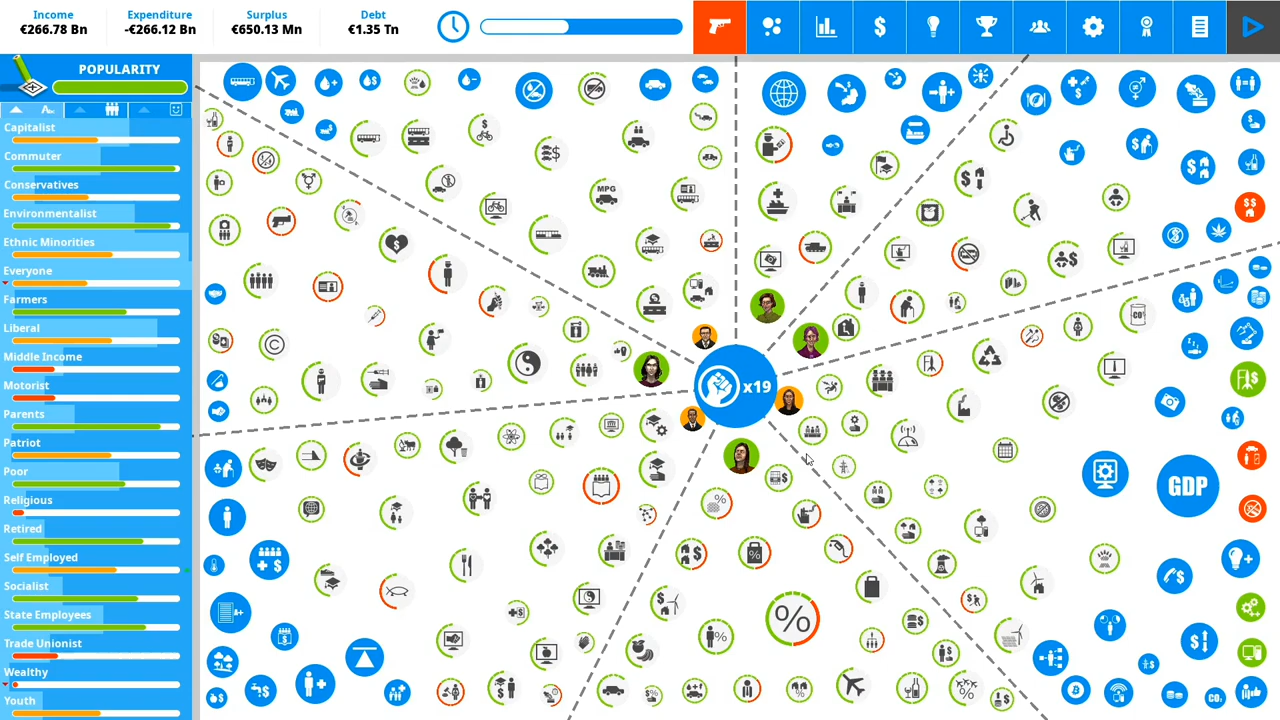 Income
€266.78 Bn
Expenditure
-€266.12 Bn
Surplus
€650.13 Mn
Debt
€1.35 Tn
POPULARITY
Capitalist
Commuter
Conservatives
Environmentalist
Ethnic Minorities
Everyone
Farmers
Liberal
Middle Income
Motorist
Parents
Patriot
Poor
Religious
Retired
Self Employed
Socialist
State Employees
Trade Unionist
Wealthy
Youth
MPG
x19
GDP
CO²